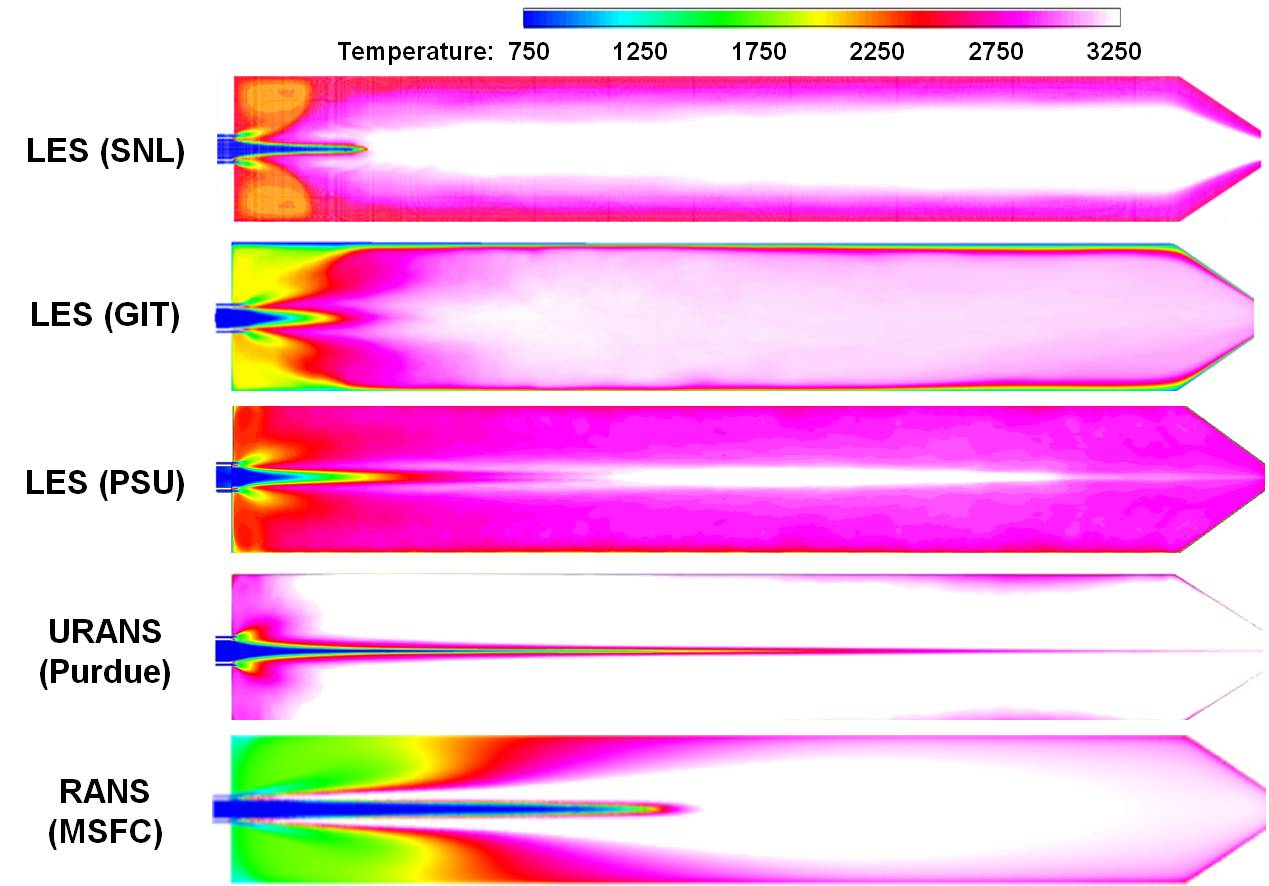 Temperature: 750 1250 1750 2250 2750 3250
LES (SNL)
LES (GIT)
LES (PSU)
URANS
(Purdue)
RANS
(MSFC)